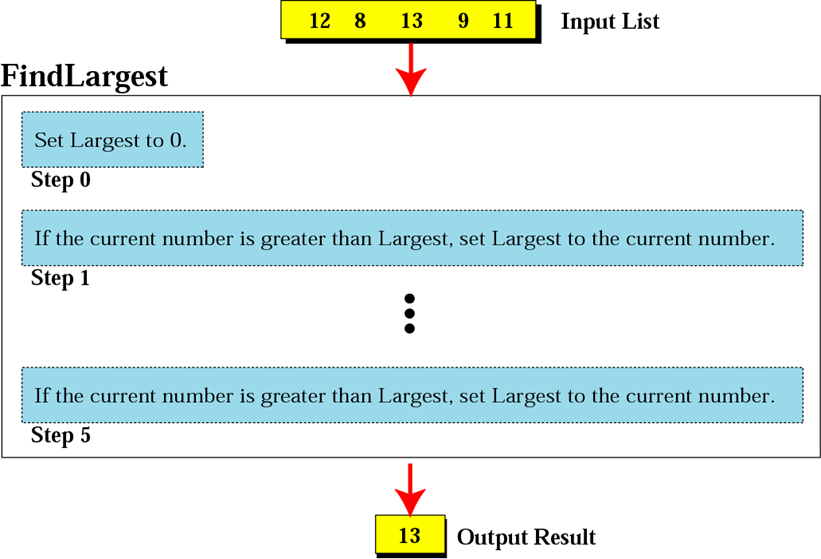 12 8 13 9 11 Input List
FindLargest
Set Largest to 0.
Step 0
If the current number is greater than Largest, set Largest to the current number.
Step 1
If the current number is greater than Largest, set Largest to the current number.
Step 5
13 Output Result